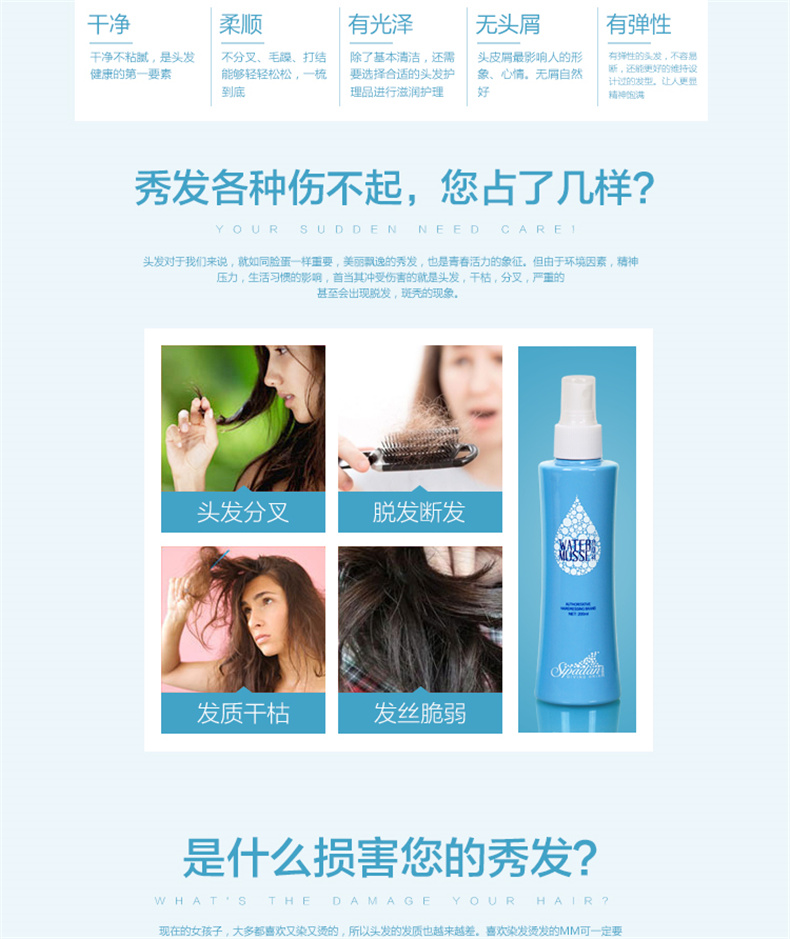 干净
干净不粘腻，是头发
健康的第一要素
柔顺
不分叉、毛躁、打结
能够轻轻松松，一梳
到底
有光泽
除了基本清洁，还需
要选择合适的头发护
理品进行滋润护理
无头屑
头皮屑最影响人的形
象、心情。无屑自然
好
有弹性
有弹性的头发，不容易
断，还能更好的维持设
计过的发型。让人更显
精神饱满
秀发各种伤不起，您占了几样?
YOUR SUDDEN NEED CARE!
头发对于我们来说，就如同脸蛋一样重要，美丽飘逸的秀发，也是青春活力的象征。但由于环境因素，精神
压力，生活习惯的影响，首当其冲受伤害的就是头发，干枯，分叉，严重的
甚至会出现脱发，斑秃的现象。
头发分叉
脱发断发
发质干枯
发丝脆弱
WATER
MUSSE
Sipadan
是什么损害您的秀发?
WHAT'S THE DAMAGE YOUR HAIR?
现在的女孩子，大多都喜欢又染又烫的，所以头发的发质也越来越差。喜欢染发烫发的MM可一定要